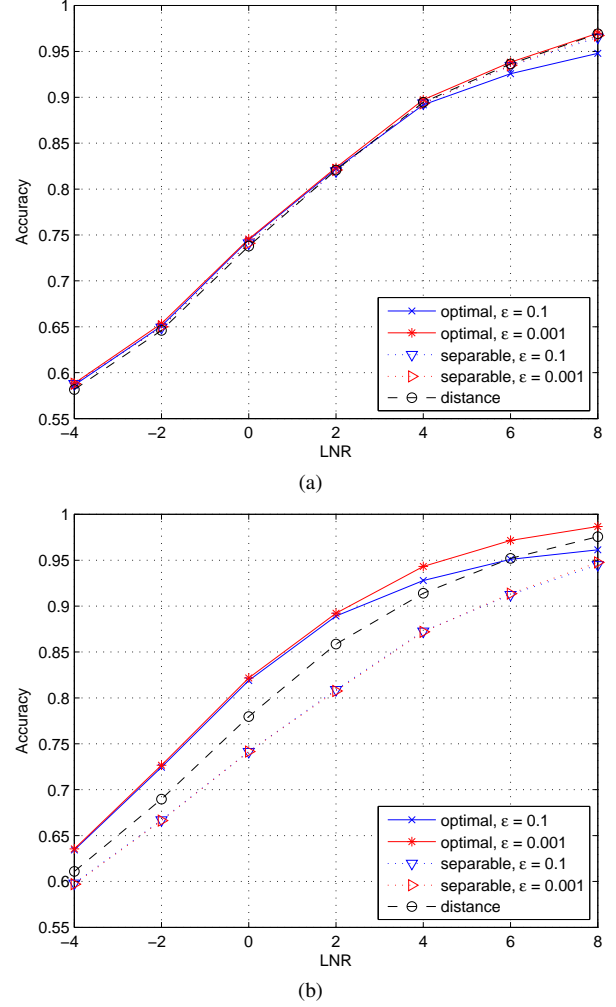 1
0.95
0.9
0.85
0.8
0.75
0.7
0.65
0.6
0.55
Accuracy
optimal, ε = 0.1
optimal, ε = 0.001
separable, ε = 0.1
separable, ε = 0.001
distance
−4 −2 0 2 4 6 8
LNR
(a)
1
0.95
0.9
0.85
0.8
0.75
0.7
0.65
0.6
0.55
Accuracy
optimal, ε = 0.1
optimal, ε = 0.001
separable, ε = 0.1
separable, ε = 0.001
distance
−4 −2 0 2 4 6 8
LNR
(b)